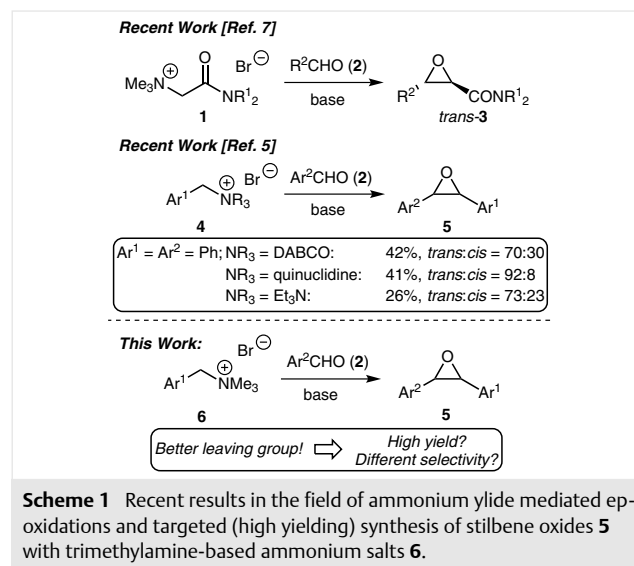 Recent Work [Ref. 7]
Me3N ⊕ O NR¹2 Br ⊖
1
R²CHO (2)
base
O R² CONR¹2
trans-3
Recent Work [Ref. 5]
Ar¹ ⊕ NR3 Br ⊖
4
Ar²CHO (2)
base
O Ar² Ar¹
5
Ar¹ = Ar² = Ph; NR3 = DABCO: 42%, trans:cis = 70:30
NR3 = quinuclidine: 41%, trans:cis = 92:8
NR3 = Et3N: 26%, trans:cis = 73:23
This Work:
Ar¹ ⊕ NMe3 Br ⊖
6
Ar²CHO (2)
base
O Ar² Ar¹
5
Better leaving group! ⇨ High yield?
Different selectivity?
Scheme 1 Recent results in the field of ammonium ylide mediated ep-
oxidations and targeted (high yielding) synthesis of stilbene oxides 5
with trimethylamine-based ammonium salts 6.